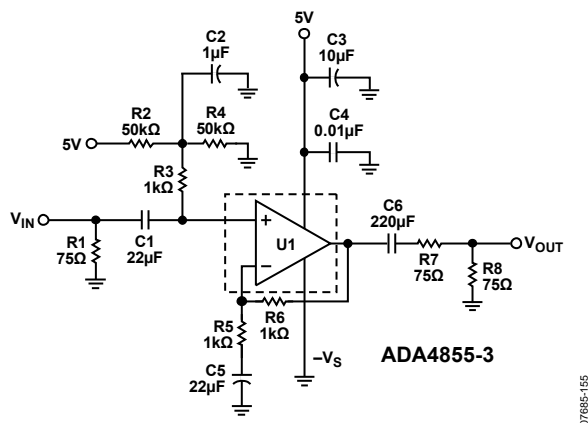 5V
C2
1µF
C3
10µF
R2
50kΩ
R4
50kΩ
C4
0.01µF
5V
R3
1kΩ
C6
220µF
VIN
+
U1
VOUT
R1
75Ω
C1
22µF
−
R7
75Ω
R8
75Ω
R5
1kΩ
R6
1kΩ
–VS
ADA4855-3
C5
22µF
07685-155